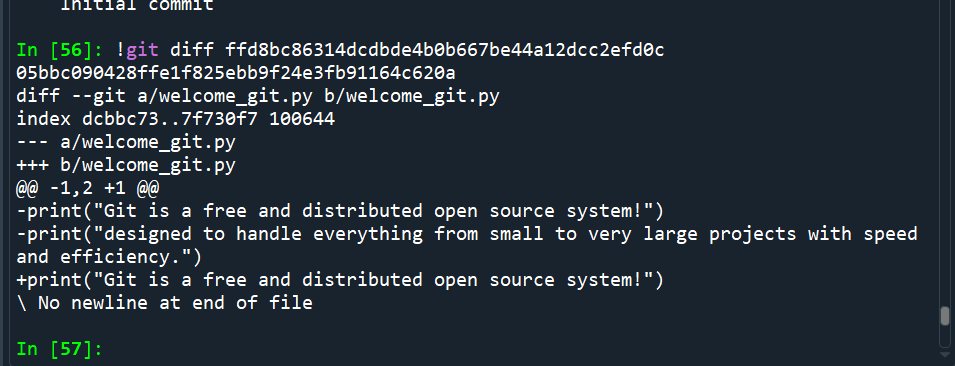 Initial commit
In [56]: !git diff ffd8bc86314dcdbde4b0b667be44a12dcc2efd0c
05bbc090428ffe1f825ebb9f24e3fb91164c620a
diff --git a/welcome_git.py b/welcome_git.py
index dcbbc73..7f730f7 100644
--- a/welcome_git.py
+++ b/welcome_git.py
@@ -1,2 +1 @@
-print("Git is a free and distributed open source system!")
-print("designed to handle everything from small to very large projects with speed
and efficiency.")
+print("Git is a free and distributed open source system!")
\ No newline at end of file
In [57]: